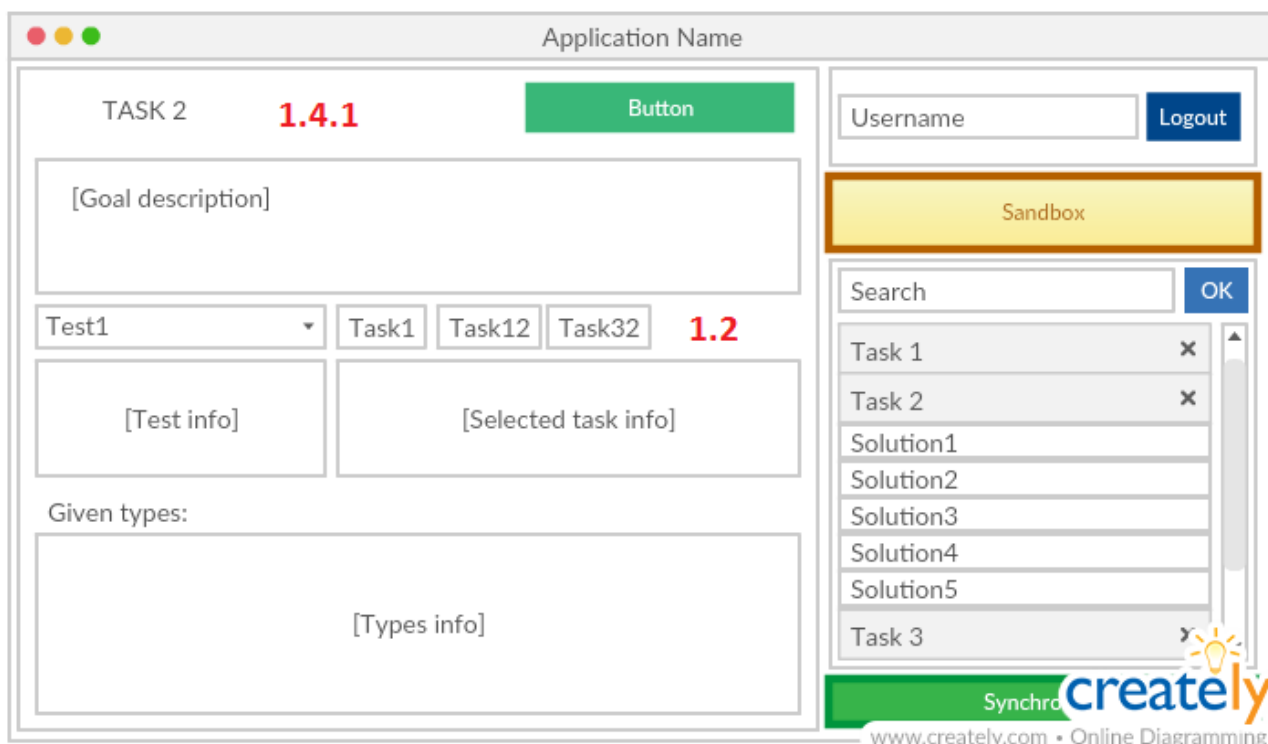 Application Name
TASK 2
1.4.1
Button
[Goal description]
Test1
Task1
Task12
Task32
1.2
[Test info]
[Selected task info]
Given types:
[Types info]
Username
Logout
Sandbox
Search
OK
Task 1
Task 2
Solution1
Solution2
Solution3
Solution4
Solution5
Task 3
Synchro
creately
www.creately.com • Online Diagramming